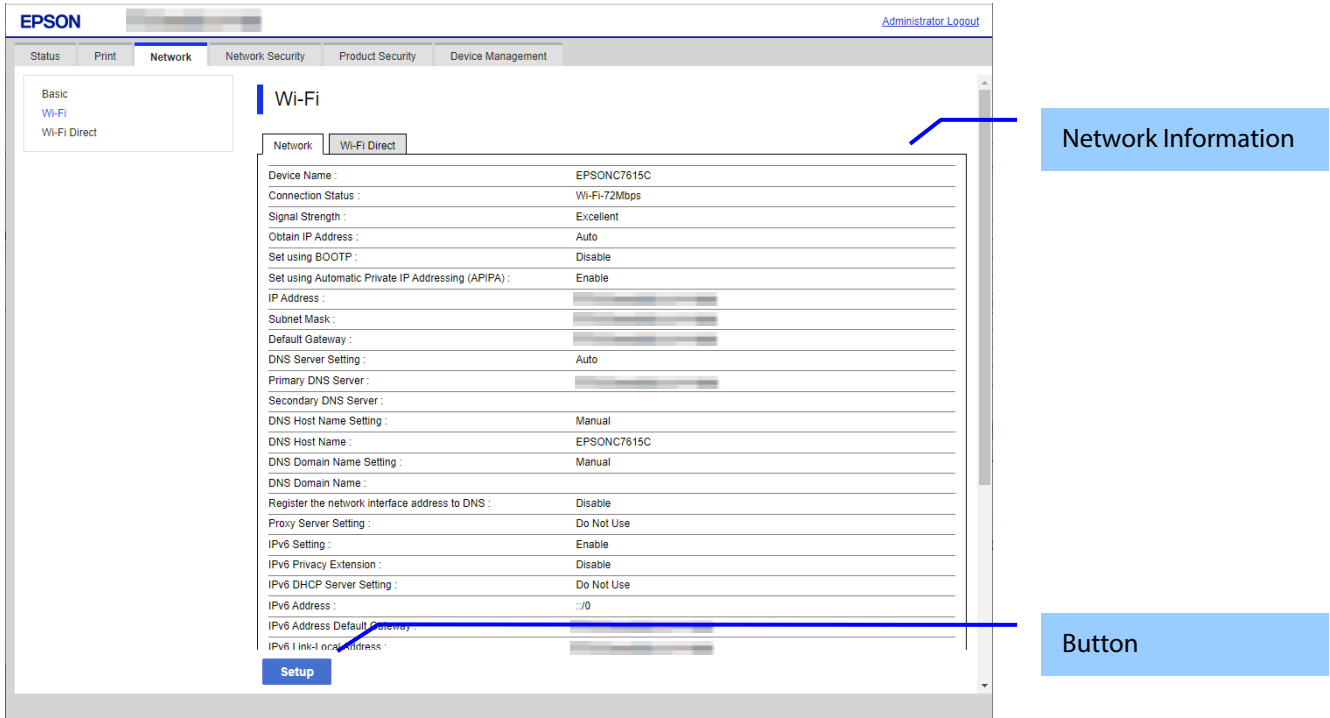 EPSON
Administrator Logout
Status Print Network Network Security Product Security Device Management
Basic
Wi-Fi
Wi-Fi Direct
Wi-Fi
Network Wi-Fi Direct
Device Name : EPSONC7615C
Connection Status : Wi-Fi-72Mbps
Signal Strength : Excellent
Obtain IP Address : Auto
Set using BOOTP : Disable
Set using Automatic Private IP Addressing (APIPA) : Enable
IP Address :
Subnet Mask :
Default Gateway :
DNS Server Setting : Auto
Primary DNS Server :
Secondary DNS Server :
DNS Host Name Setting : Manual
DNS Host Name : EPSONC7615C
DNS Domain Name Setting : Manual
DNS Domain Name :
Register the network interface address to DNS : Disable
Proxy Server Setting : Do Not Use
IPv6 Setting : Enable
IPv6 Privacy Extension : Disable
IPv6 DHCP Server Setting : Do Not Use
IPv6 Address : ::/0
IPv6 Address Default Gateway :
IPv6 Link-Local Address :
Setup
Network Information
Button